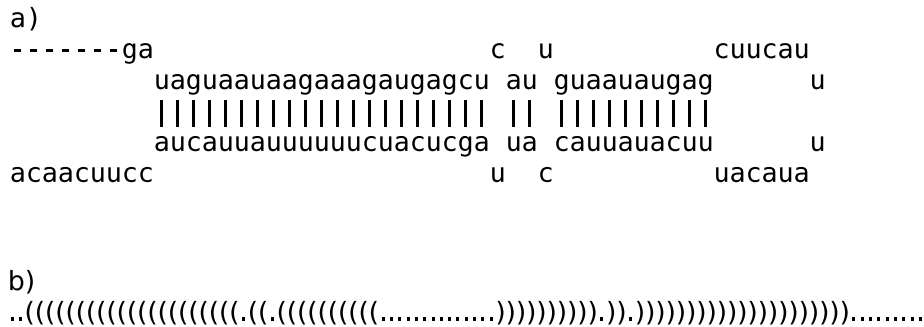 a)
-------ga                     c  u          cuucau
uaguaauaagaaagaugagcu au guaauaugag      u
||||||||||||||||||||| || ||||||||||
aucauuauuuuuucuacucga ua cauuauacuu      u
acaacuucc                     u  c          uacaua
b)
..(((((((((((((((((((((.((.((((((((((..............)))))))))).)).))))))))))))))))))))).........